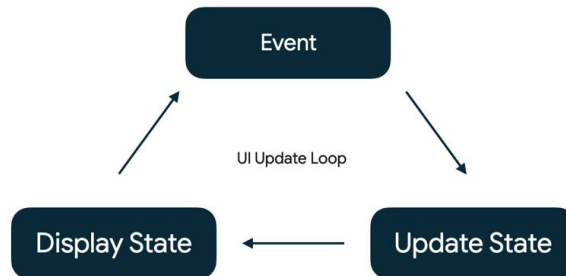 Event
UI Update Loop
Display State
Update State